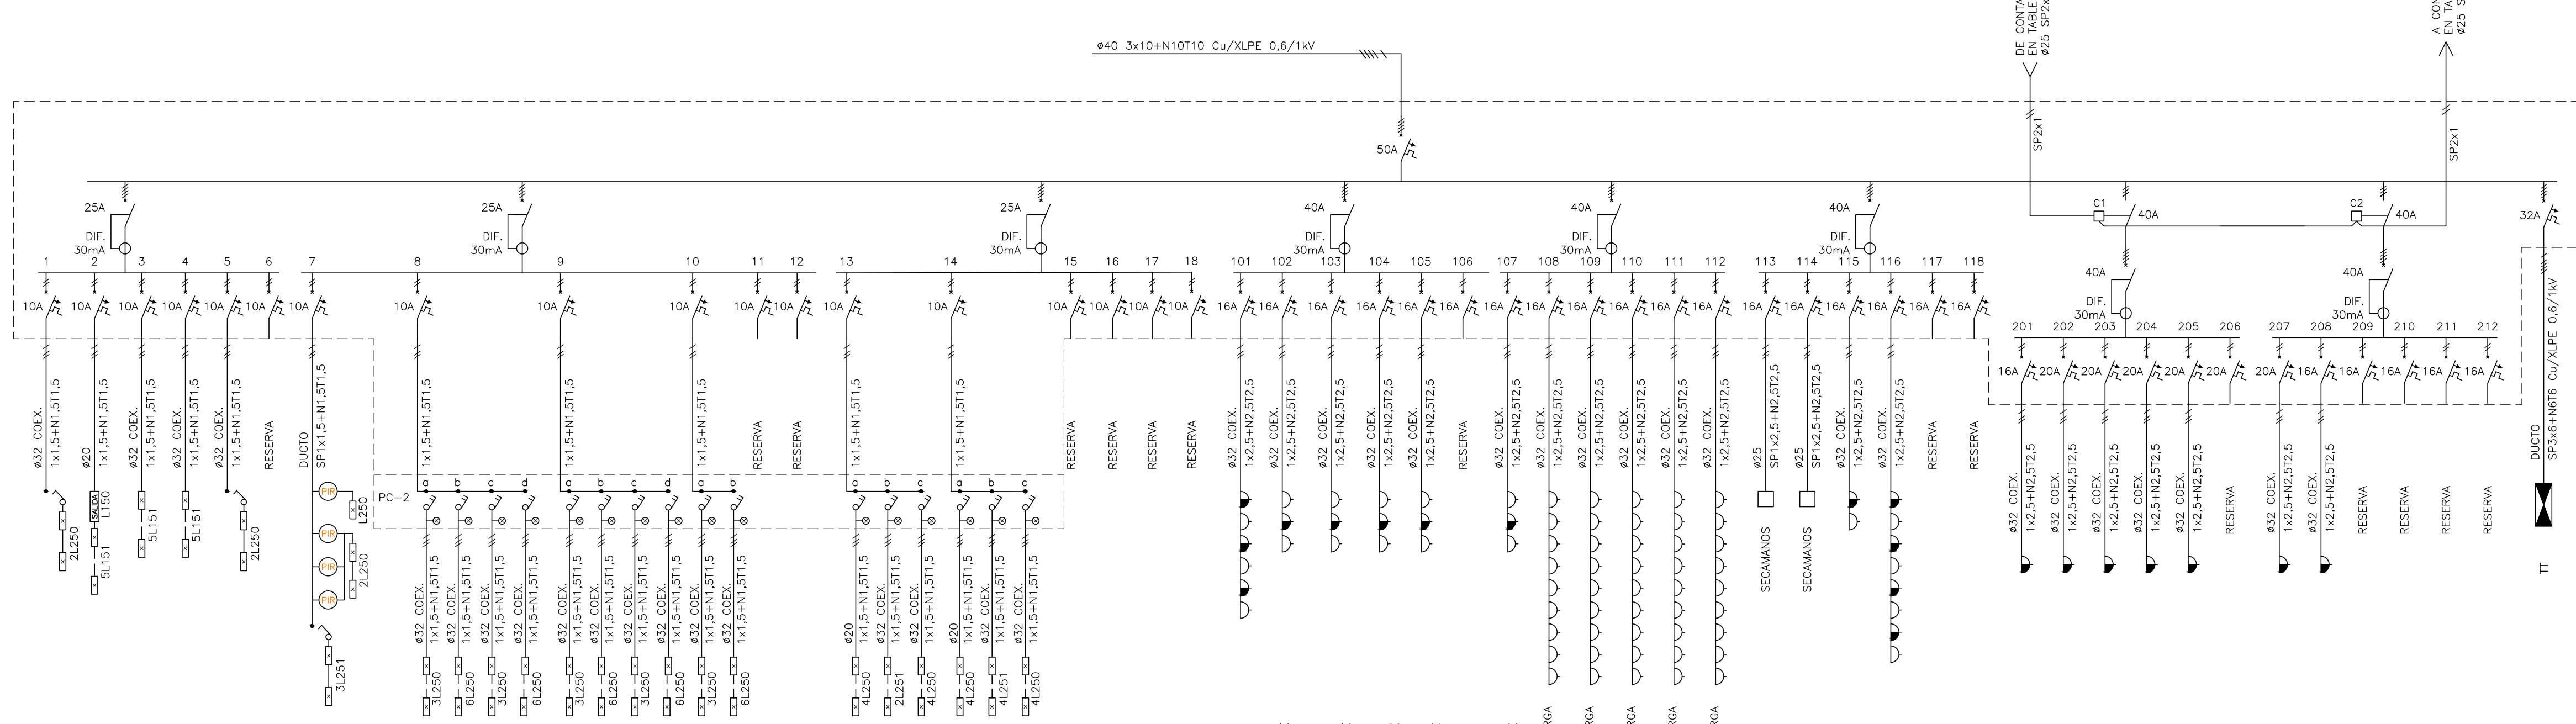 ø40 3x10+N10T10 Cu/XLPE 0,6/1kV
DE CONTA
EN TABLE
ø25 SP2x
A CON
EN TA
ø25 S
SP2x1
SP2x1
50A
25A
DIF.
30mA
25A
DIF.
30mA
25A
DIF.
30mA
40A
DIF.
30mA
40A
DIF.
30mA
40A
DIF.
30mA
C1
40A
C2
40A
32A
40A
DIF.
30mA
40A
DIF.
30mA
1 2 3 4 5 6 7 8 9 10 11 12 13 14 15 16 17 18
101 102 103 104 105 106 107 108 109 110 111 112 113 114 115 116 117 118
201 202 203 204 205 206 207 208 209 210 211 212
10A 10A 10A 10A 10A 10A 10A 10A 10A 10A 10A 10A 10A 10A 10A 10A 10A 10A
16A 16A 16A 16A 16A 16A 16A 16A 16A 16A 16A 16A 16A 16A 16A 16A 16A 16A
16A 20A 20A 20A 20A 20A 20A 16A 16A 16A 16A 16A
ø32 COEX.
1x1,5+N1,5T1,5
ø20
1x1,5+N1,5T1,5
ø32 COEX.
1x1,5+N1,5T1,5
ø32 COEX.
1x1,5+N1,5T1,5
ø32 COEX.
1x1,5+N1,5T1,5
RESERVA
DUCTO
SP1x1,5+N1,5T1,5
1x1,5+N1,5T1,5
1x1,5+N1,5T1,5
1x1,5+N1,5T1,5
RESERVA
RESERVA
1x1,5+N1,5T1,5
1x1,5+N1,5T1,5
RESERVA
RESERVA
RESERVA
RESERVA
ø32 COEX.
1x2,5+N2,5T2,5
ø32 COEX.
1x2,5+N2,5T2,5
ø32 COEX.
1x2,5+N2,5T2,5
ø32 COEX.
1x2,5+N2,5T2,5
ø32 COEX.
1x2,5+N2,5T2,5
RESERVA
ø32 COEX.
1x2,5+N2,5T2,5
ø32 COEX.
1x2,5+N2,5T2,5
ø32 COEX.
1x2,5+N2,5T2,5
ø32 COEX.
1x2,5+N2,5T2,5
ø32 COEX.
1x2,5+N2,5T2,5
ø32 COEX.
1x2,5+N2,5T2,5
ø25
SP1x2,5+N2,5T2,5
ø25
SP1x2,5+N2,5T2,5
ø32 COEX.
1x2,5+N2,5T2,5
ø32 COEX.
1x2,5+N2,5T2,5
RESERVA
RESERVA
ø32 COEX.
1x2,5+N2,5T2,5
ø32 COEX.
1x2,5+N2,5T2,5
ø32 COEX.
1x2,5+N2,5T2,5
ø32 COEX.
1x2,5+N2,5T2,5
ø32 COEX.
1x2,5+N2,5T2,5
RESERVA
ø32 COEX.
1x2,5+N2,5T2,5
ø32 COEX.
1x2,5+N2,5T2,5
RESERVA
RESERVA
RESERVA
RESERVA
DUCTO
SP3x6+N6T6 Cu/XLPE 0,6/1kV
2L250
SALIDA
L150
5L151
5L151
5L151
2L250
PIR
PIR
PIR
PIR
L250
2L250
3L251
PC-2
a b c d a b c d a b a b c a b c
ø32 COEX.
1x1,5+N1,5T1,5
3L250
ø32 COEX.
1x1,5+N1,5T1,5
6L250
ø32 COEX.
1x1,5+N1,5T1,5
3L250
ø32 COEX.
1x1,5+N1,5T1,5
6L250
ø32 COEX.
1x1,5+N1,5T1,5
3L250
ø32 COEX.
1x1,5+N1,5T1,5
6L250
ø32 COEX.
1x1,5+N1,5T1,5
3L250
ø32 COEX.
1x1,5+N1,5T1,5
6L250
ø32 COEX.
1x1,5+N1,5T1,5
3L250
ø32 COEX.
1x1,5+N1,5T1,5
6L250
ø20
1x1,5+N1,5T1,5
4L250
ø32 COEX.
1x1,5+N1,5T1,5
2L251
ø32 COEX.
1x1,5+N1,5T1,5
4L250
ø20
1x1,5+N1,5T1,5
4L250
ø32 COEX.
1x1,5+N1,5T1,5
4L251
ø32 COEX.
1x1,5+N1,5T1,5
4L250
SECAMANOS
SECAMANOS
TT
RGA
RGA
RGA
RGA
RGA